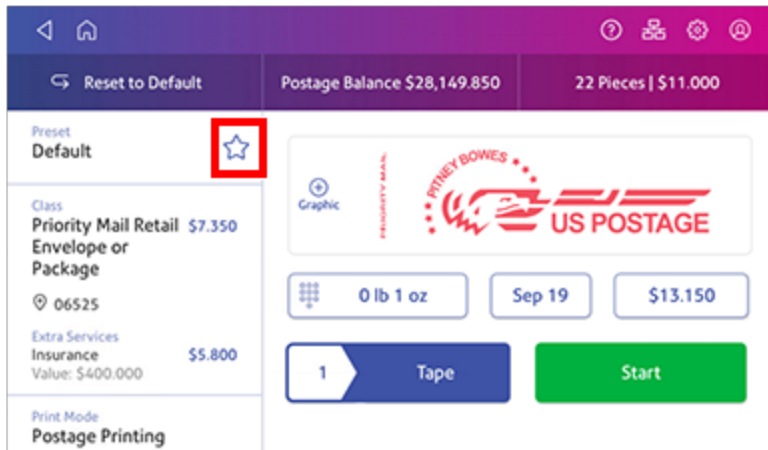 Reset to Default
Postage Balance $28,149.850
22 Pieces | $11.000
Preset
Default
Class
Priority Mail Retail $7.350
Envelope or
Package
06525
Extra Services
Insurance $5.800
Value: $400.000
Print Mode
Postage Printing
Graphic
PRIORITY MAIL
PITNEY BOWES
US POSTAGE
0 lb 1 oz
Sep 19
$13.150
1
Tape
Start